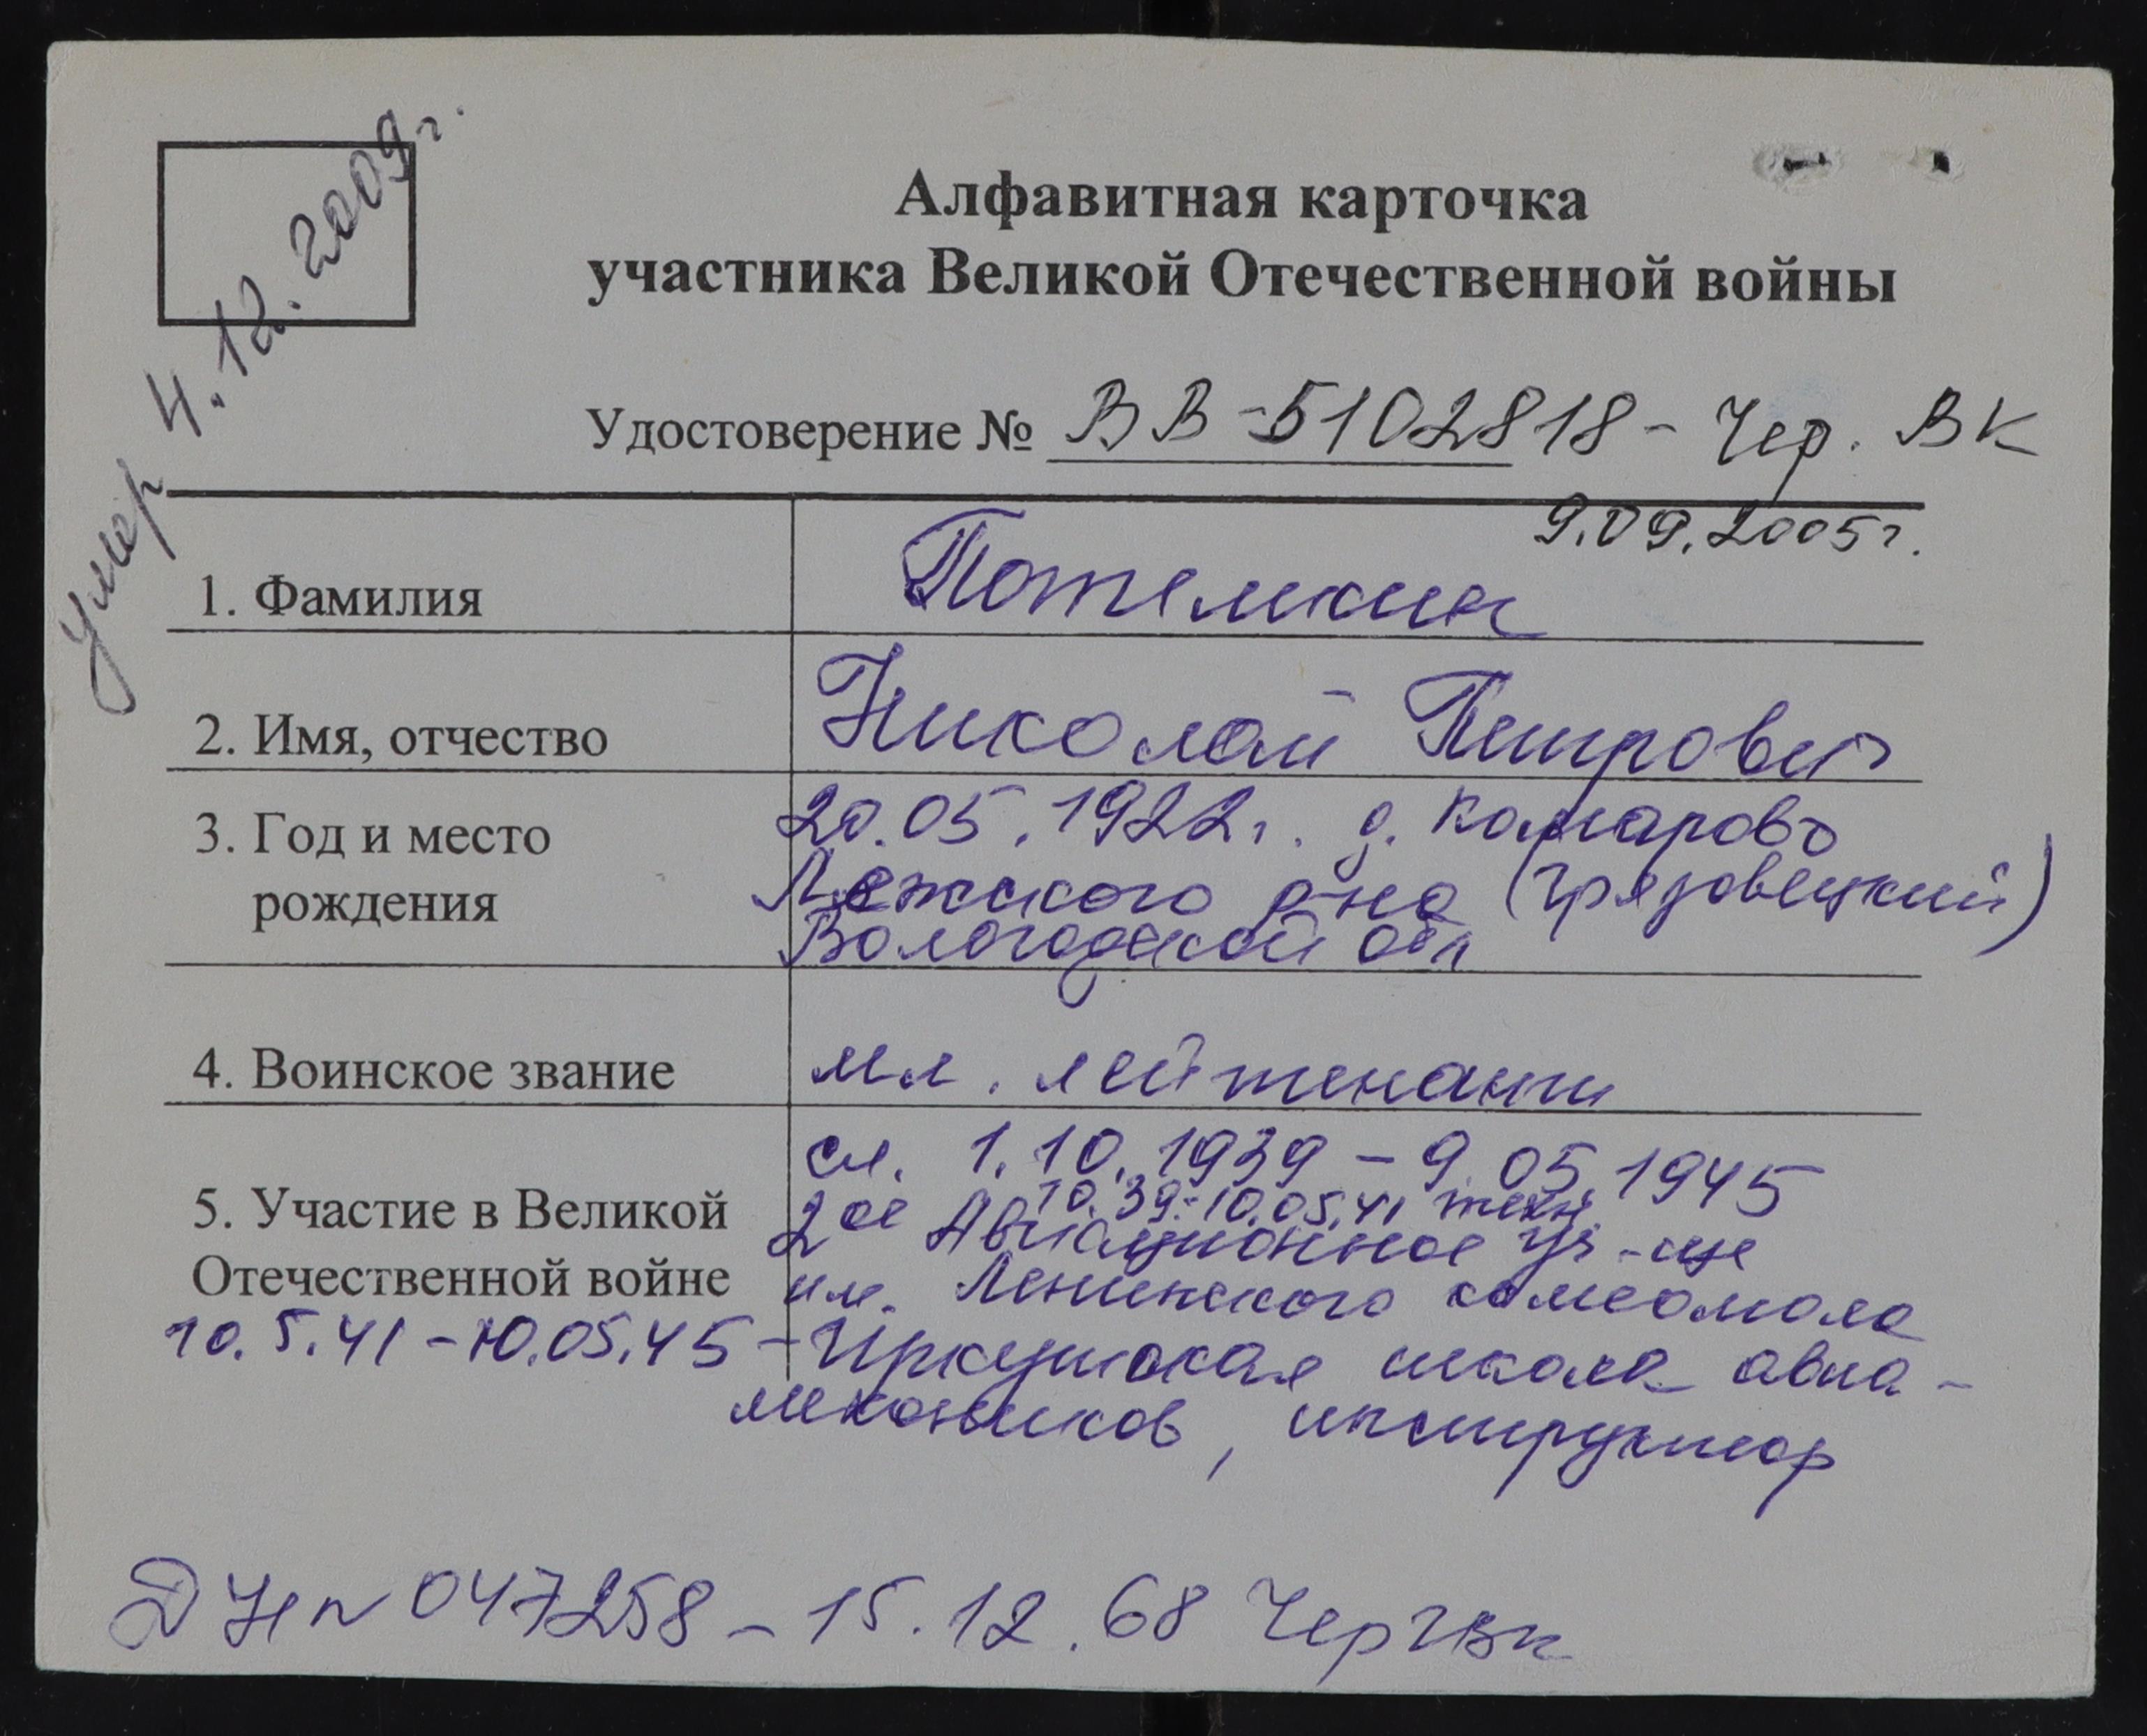 умер 4.12.2009г.
Алфавитная карточка
участника Великой Отечественной войны
Удостоверение № ВВ-5102818 - Чер. ВК
9.09.2005г.
1. Фамилия Потемкин
2. Имя, отчество Николай Петрович
3. Год и место рождения 20.05.1922г. д. Комарово
Лежского р-на (Грязовецкий)
Вологодской обл
4. Воинское звание мл. лейтенант
5. Участие в Великой Отечественной войне сл. 1.10.1939 - 9.05.1945
10.39-10.05.41 техн
2ое Авиационное уч-ще
им. Ленинского комсомола
10.5.41 - 10.05.45 - Иркутская школа авиа-
механиков, инструктор
ДН № 047258 - 15.12.68 Чер ГВК